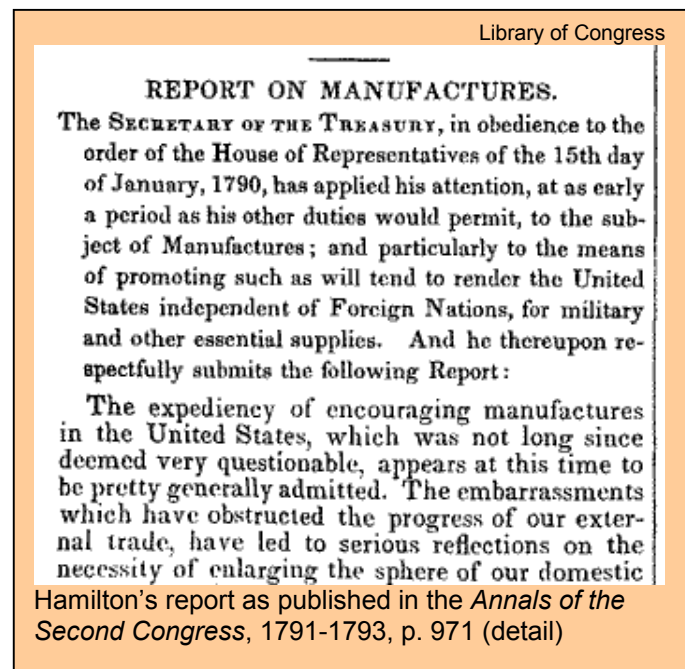 Library of Congress
REPORT ON MANUFACTURES.
The SECRETARY OF THE TREASURY, in obedience to the
order of the House of Representatives of the 15th day
of January, 1790, has applied his attention, at as early
a period as his other duties would permit, to the sub-
ject of Manufactures; and particularly to the means
of promoting such as will tend to render the United
States independent of Foreign Nations, for military
and other essential supplies. And he thereupon re-
spectfully submits the following Report:
The expediency of encouraging manufactures
in the United States, which was not long since
deemed very questionable, appears at this time to
be pretty generally admitted. The embarrassments
which have obstructed the progress of our exter-
nal trade, have led to serious reflections on the
necessity of enlarging the sphere of our domestic
Hamilton's report as published in the Annals of the
Second Congress, 1791-1793, p. 971 (detail)